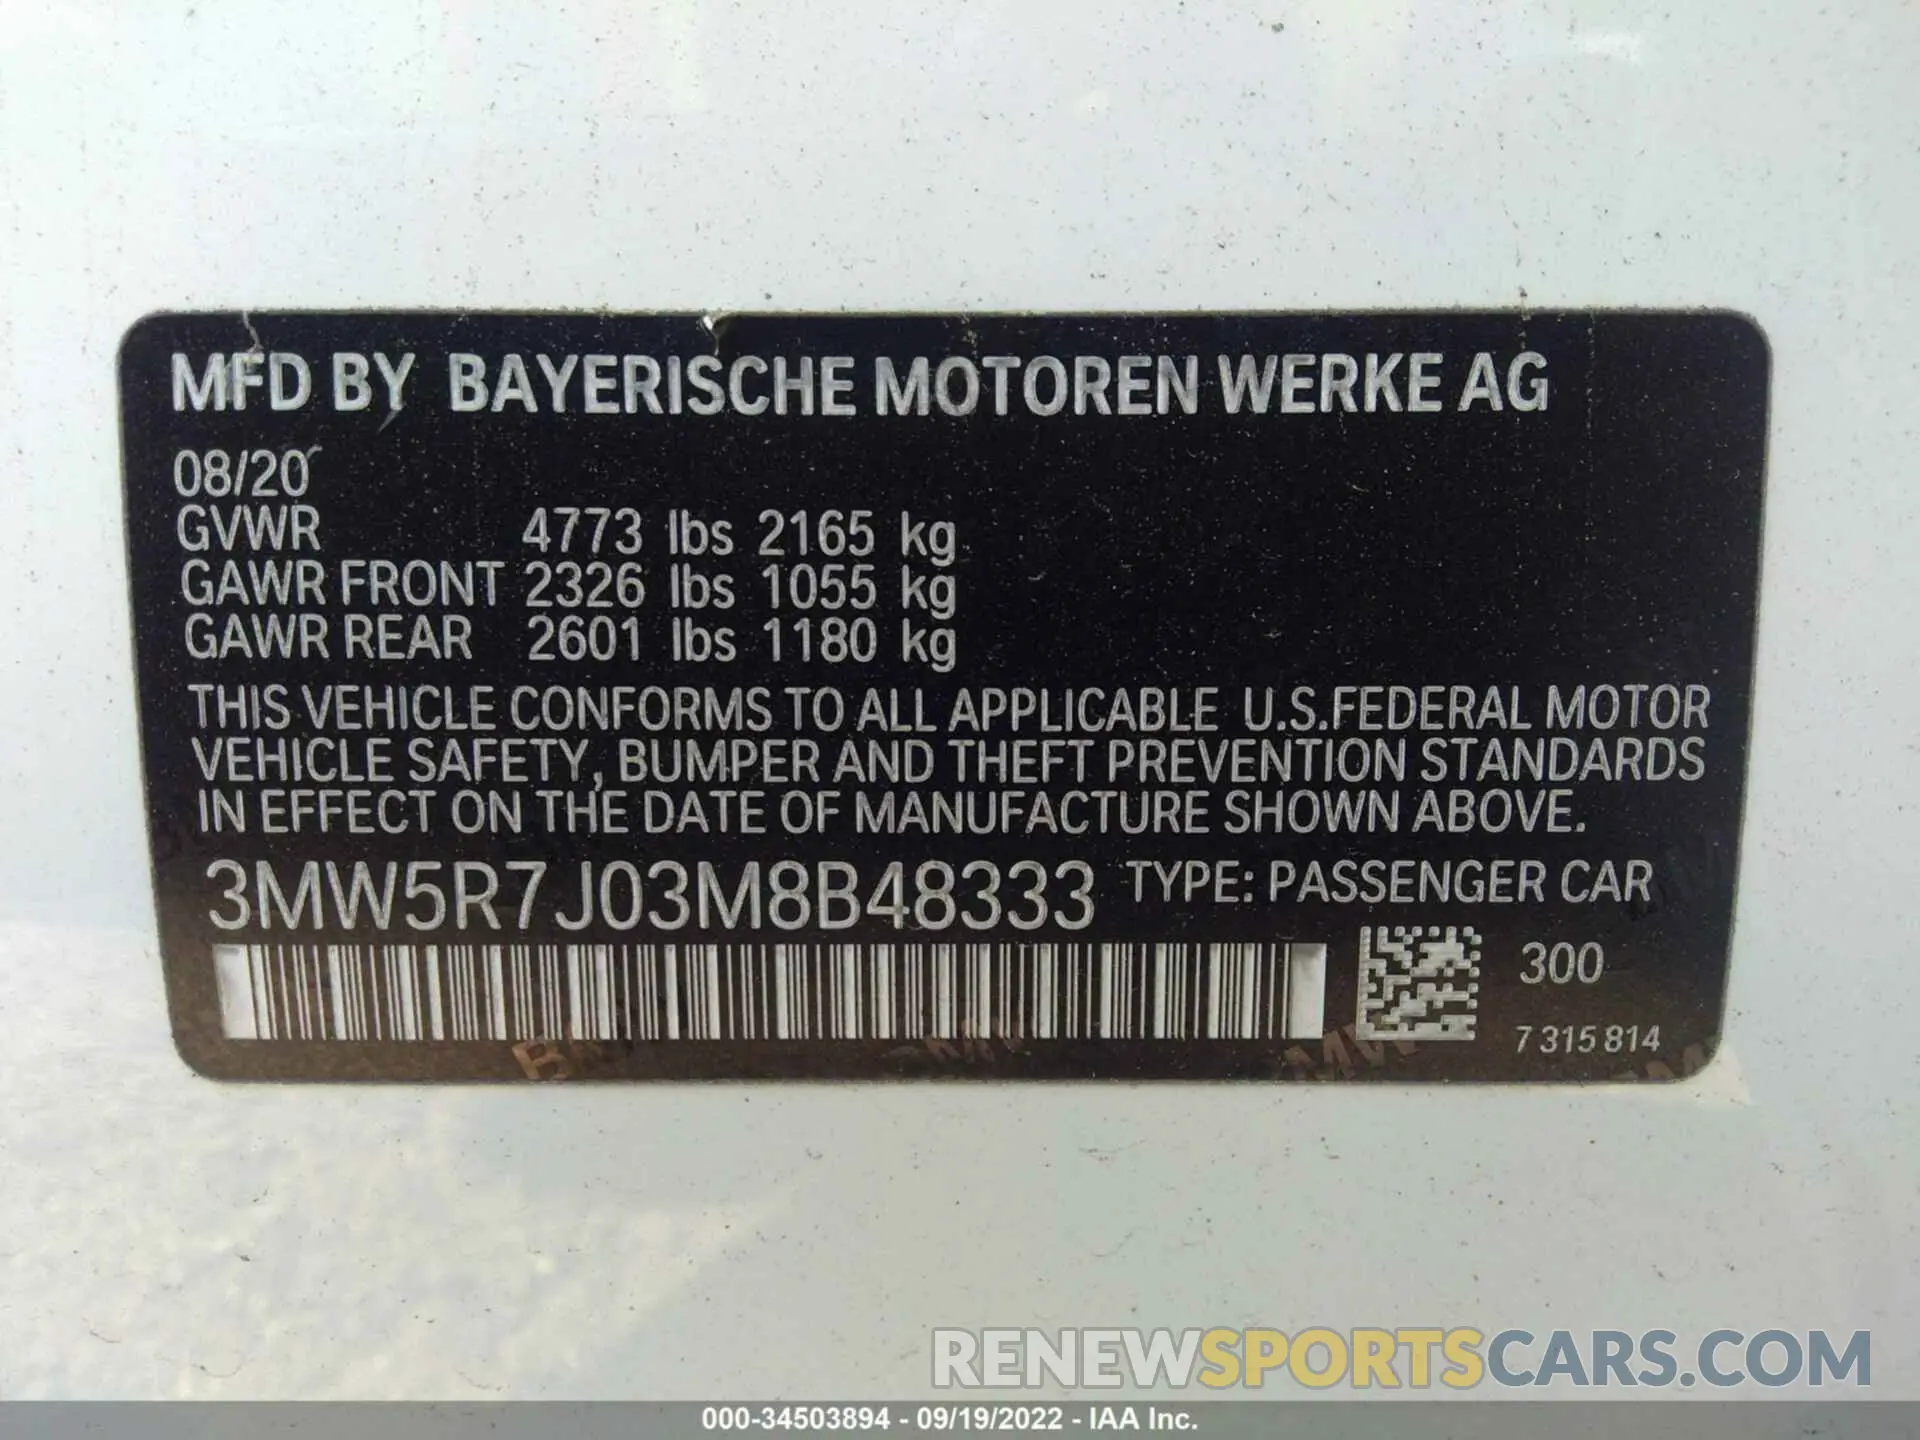 MFD BY BAYERISCHE MOTOREN WERKE AG
08/20
GVWR 4773 lbs 2165 kg
GAWR FRONT 2326 lbs 1055 kg
GAWR REAR 2601 lbs 1180 kg
THIS VEHICLE CONFORMS TO ALL APPLICABLE U.S.FEDERAL MOTOR
VEHICLE SAFETY, BUMPER AND THEFT PREVENTION STANDARDS
IN EFFECT ON THE DATE OF MANUFACTURE SHOWN ABOVE.
3MW5R7J03M8B48333 TYPE: PASSENGER CAR
300
7 315 814
RENEWSPORTSCARS.COM
000-34503894 - 09/19/2022 - IAA Inc.